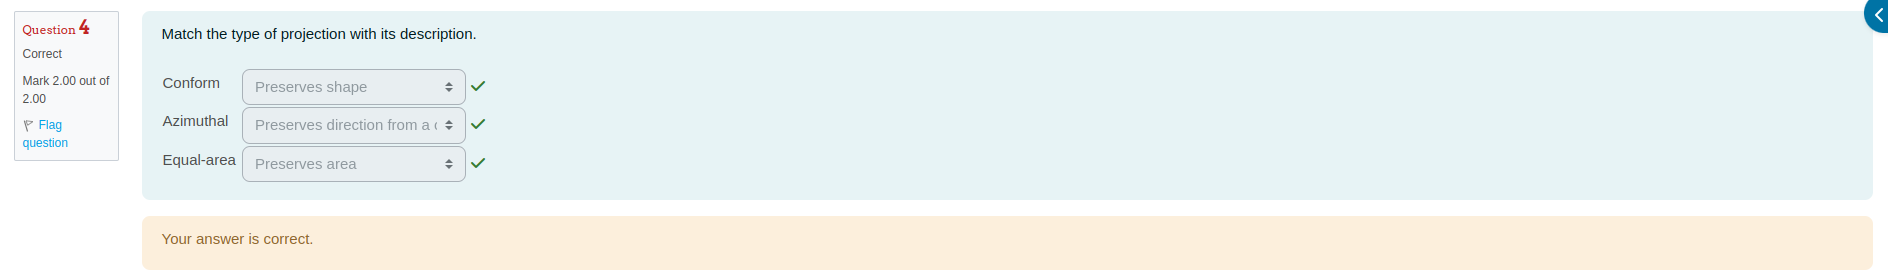 Question 4
Correct
Mark 2.00 out of
2.00
Flag
question
Match the type of projection with its description.
Conform Preserves shape
Azimuthal Preserves direction from a
Equal-area Preserves area
Your answer is correct.